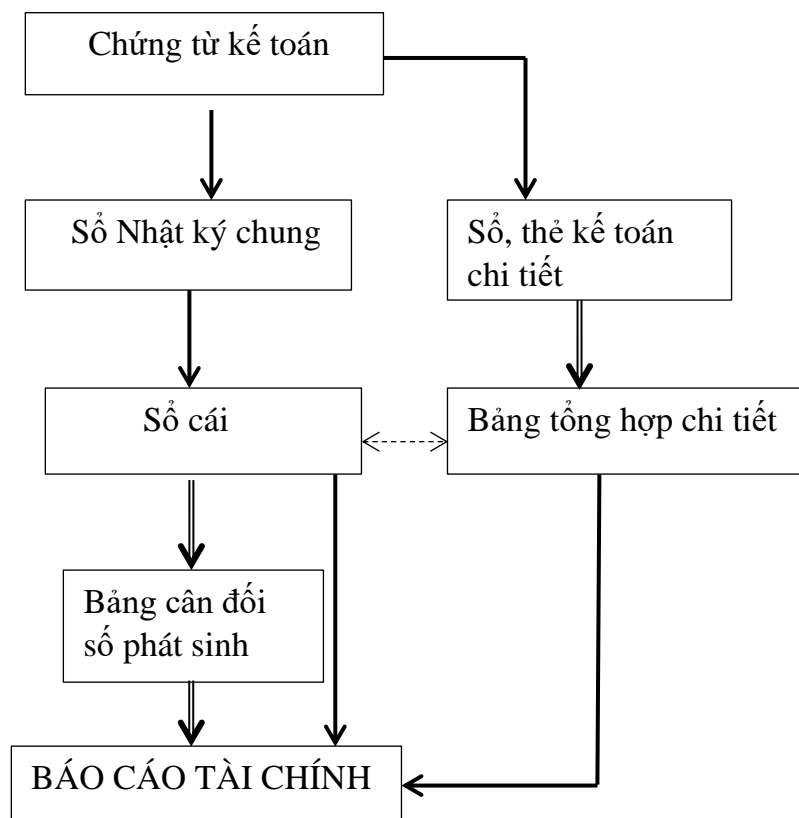 Chứng từ kế toán
Sổ Nhật ký chung
Sổ, thẻ kế toán
chi tiết
Sổ cái
Bảng tổng hợp chi tiết
Bảng cân đối
số phát sinh
BÁO CÁO TÀI CHÍNH